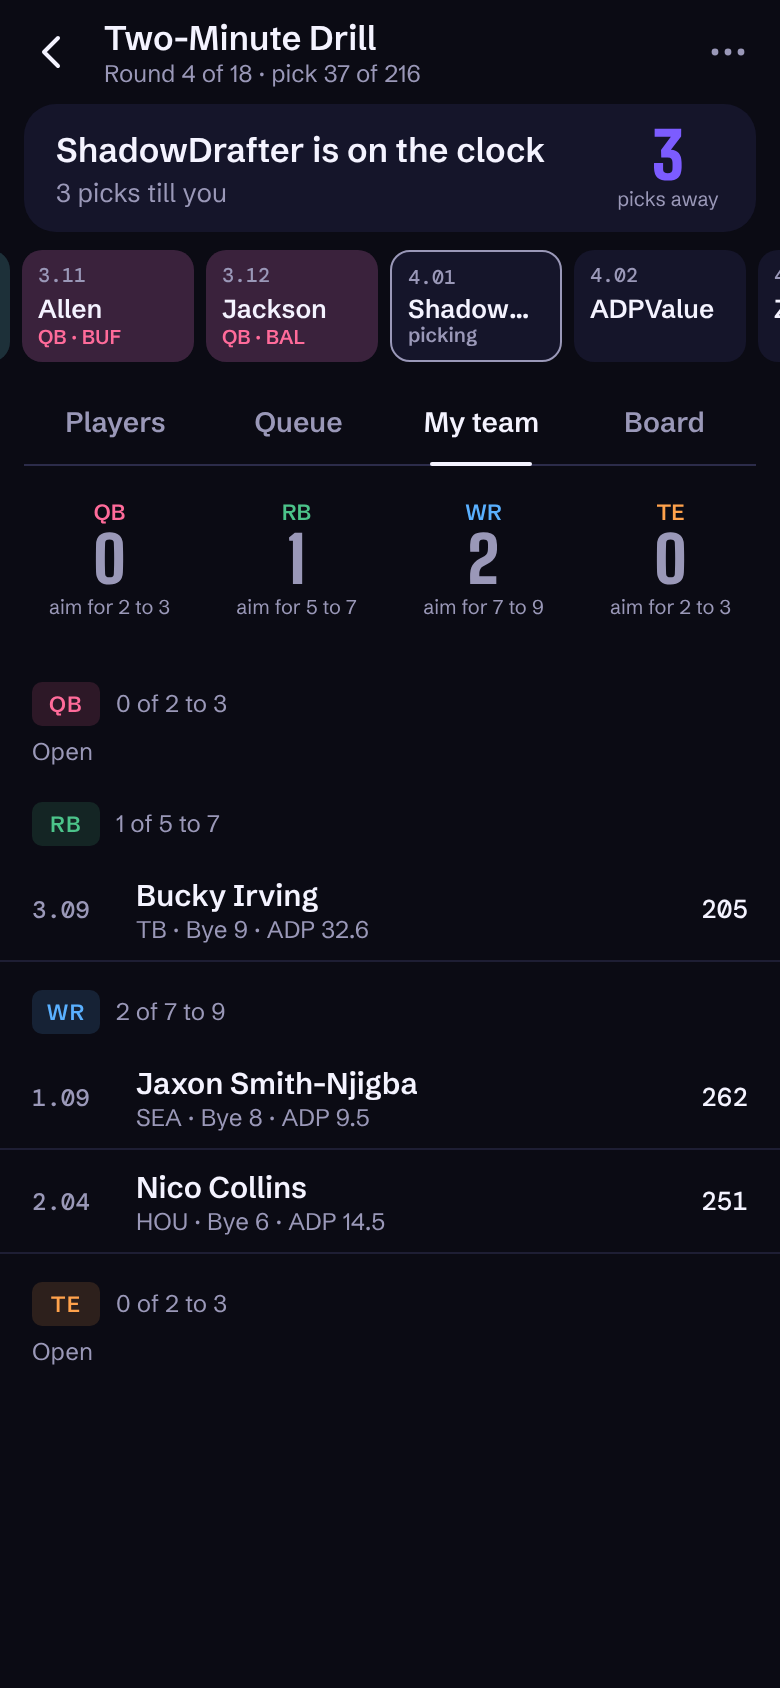 Two-Minute Drill
Round 4 of 18 · pick 37 of 216
ShadowDrafter is on the clock
3 picks till you
3
picks away
3.11
Allen
QB · BUF
3.12
Jackson
QB · BAL
4.01
Shadow...
picking
4.02
ADPValue
Players Queue My team Board
QB RB WR TE
0 1 2 0
aim for 2 to 3 aim for 5 to 7 aim for 7 to 9 aim for 2 to 3
QB 0 of 2 to 3
Open
RB 1 of 5 to 7
3.09 Bucky Irving 205
TB · Bye 9 · ADP 32.6
WR 2 of 7 to 9
1.09 Jaxon Smith-Njigba 262
SEA · Bye 8 · ADP 9.5
2.04 Nico Collins 251
HOU · Bye 6 · ADP 14.5
TE 0 of 2 to 3
Open